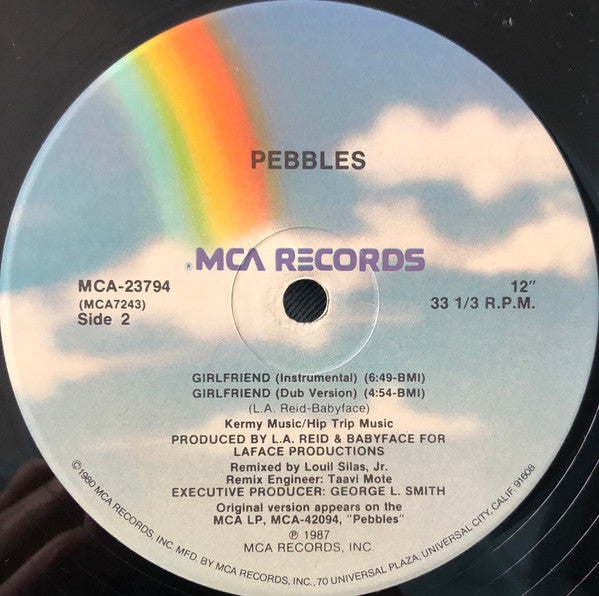 PEBBLES
® MCA RECORDS
MCA-23794
(MCA7243)
Side 2
12"
33 1/3 R.P.M.
GIRLFRIEND (Instrumental) (6:49-BMI)
GIRLFRIEND (Dub Version) (4:54-BMI)
(L.A. Reid-Babyface)
Kermy Music/Hip Trip Music
PRODUCED BY L.A. REID & BABYFACE FOR
LAFACE PRODUCTIONS
Remixed by Louil Silas, Jr.
Remix Engineer: Taavi Mote
EXECUTIVE PRODUCER: GEORGE L. SMITH
Original version appears on the
MCA LP, MCA-42094, "Pebbles"
℗ 1987
MCA RECORDS, INC.
©1980 MCA RECORDS, INC. MFD. BY MCA RECORDS, INC., 70 UNIVERSAL PLAZA, UNIVERSAL CITY, CALIF. 91608